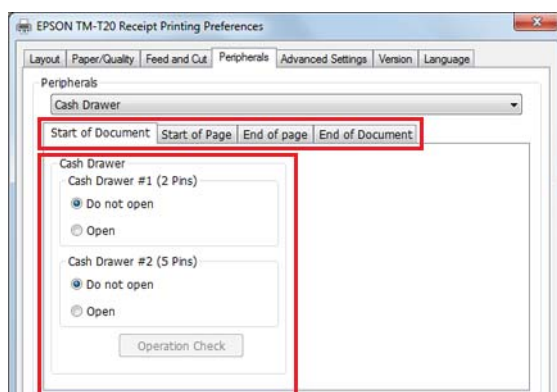 EPSON TM-T20 Receipt Printing Preferences
Layout Paper/Quality Feed and Cut Peripherals Advanced Settings Version Language
Peripherals
Cash Drawer
Start of Document Start of Page End of page End of Document
Cash Drawer
Cash Drawer #1 (2 Pins)
Do not open
Open
Cash Drawer #2 (5 Pins)
Do not open
Open
Operation Check